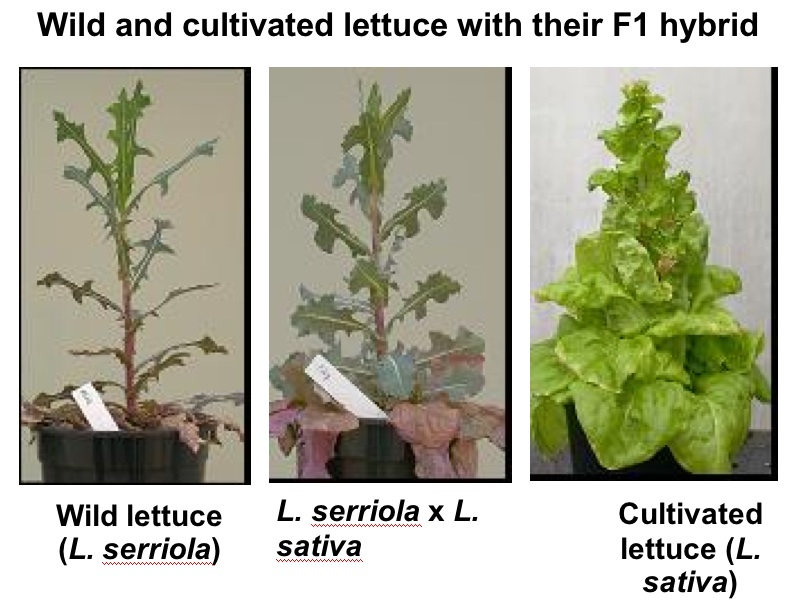 Wild and cultivated lettuce with their F1 hybrid
Wild lettuce
(L. serriola)
L. serriola x L.
sativa
Cultivated
lettuce (L.
sativa)